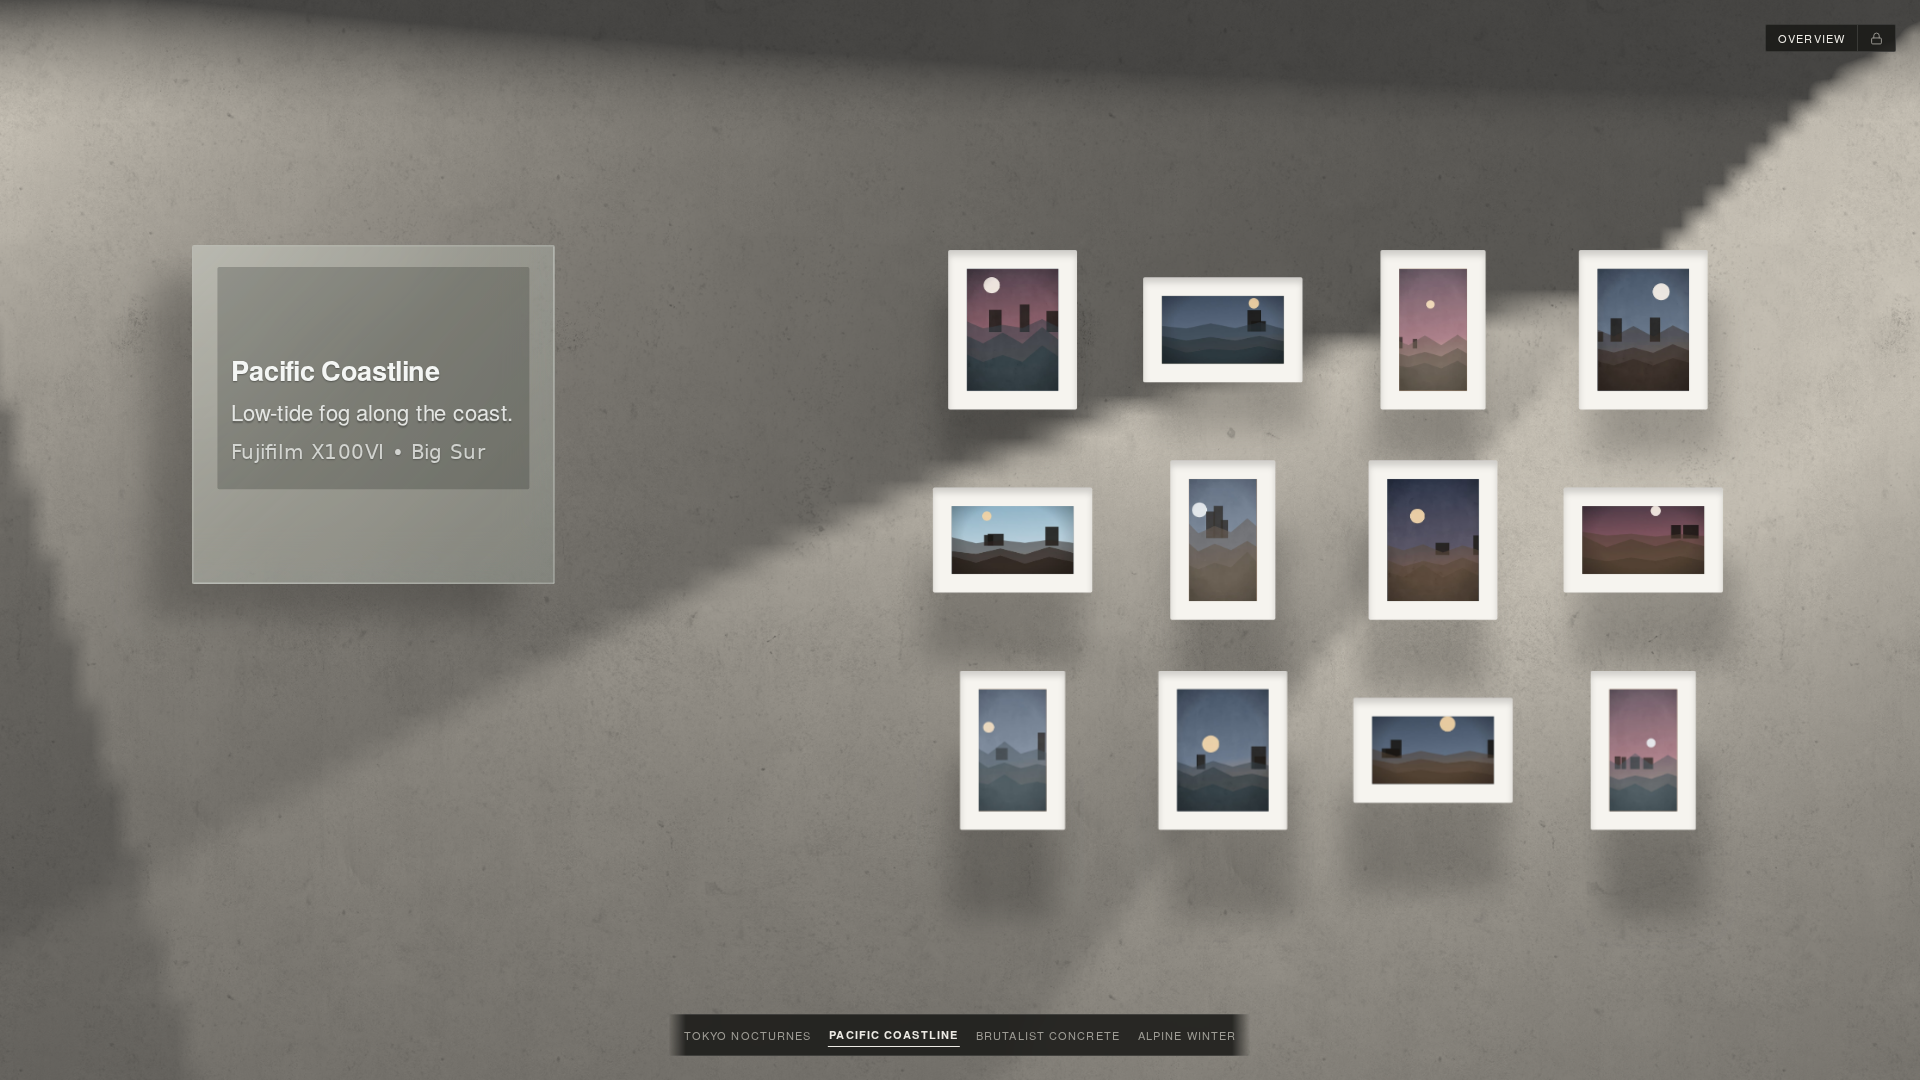 OVERVIEW
Pacific Coastline
Low-tide fog along the coast.
Fujifilm X100VI • Big Sur
TOKYO NOCTURNES PACIFIC COASTLINE BRUTALIST CONCRETE ALPINE WINTER